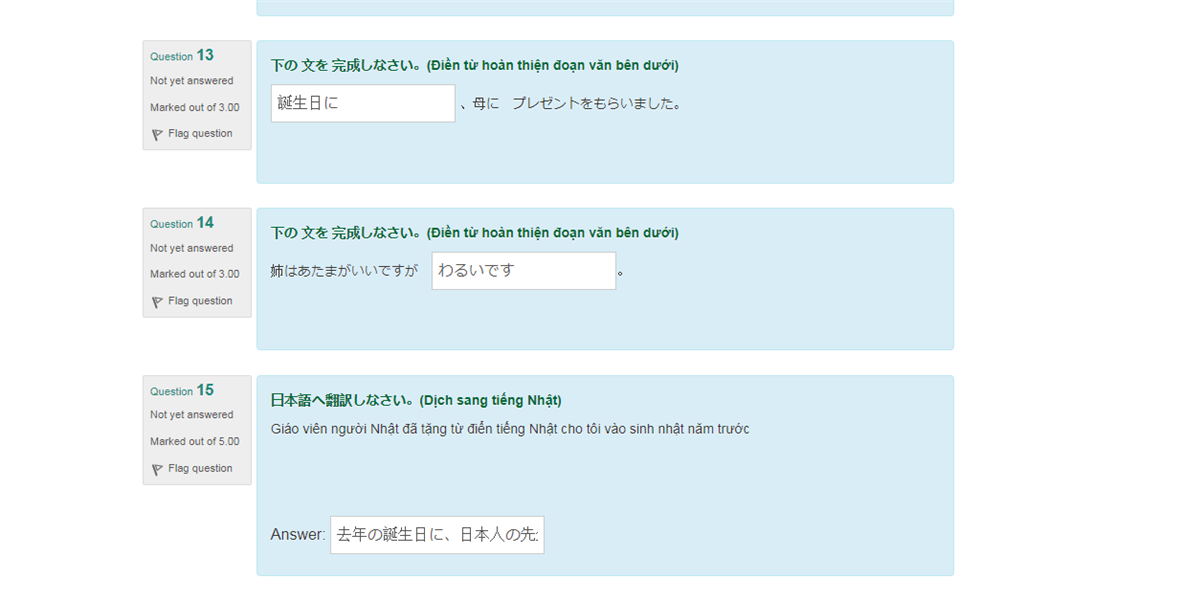 Question 13
Not yet answered
Marked out of 3.00
Flag question
下の 文を 完成しなさい。(Điền từ hoàn thiện đoạn văn bên dưới)
誕生日に 、母に プレゼントをもらいました。
Question 14
Not yet answered
Marked out of 3.00
Flag question
下の 文を 完成しなさい。(Điền từ hoàn thiện đoạn văn bên dưới)
姉はあたまがいいですが わるいです 。
Question 15
Not yet answered
Marked out of 5.00
Flag question
日本語へ翻訳しなさい。(Dịch sang tiếng Nhật)
Giáo viên người Nhật đã tặng từ điển tiếng Nhật cho tôi vào sinh nhật năm trước
Answer: 去年の誕生日に、日本人の先